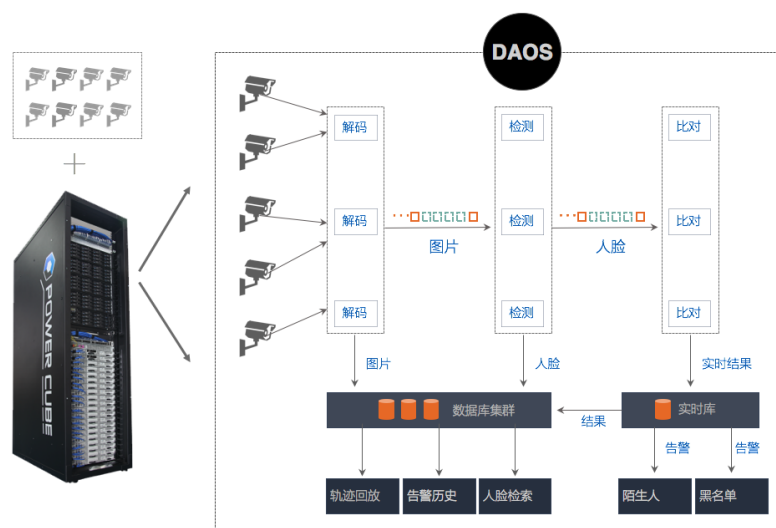 DAOS
解码
检测
比对
解码
检测
比对
图片
人脸
解码
检测
比对
图片
人脸
实时结果
数据库集群
结果
实时库
告警
告警
轨迹回放
告警历史
人脸检索
陌生人
黑名单
POWER CUBE